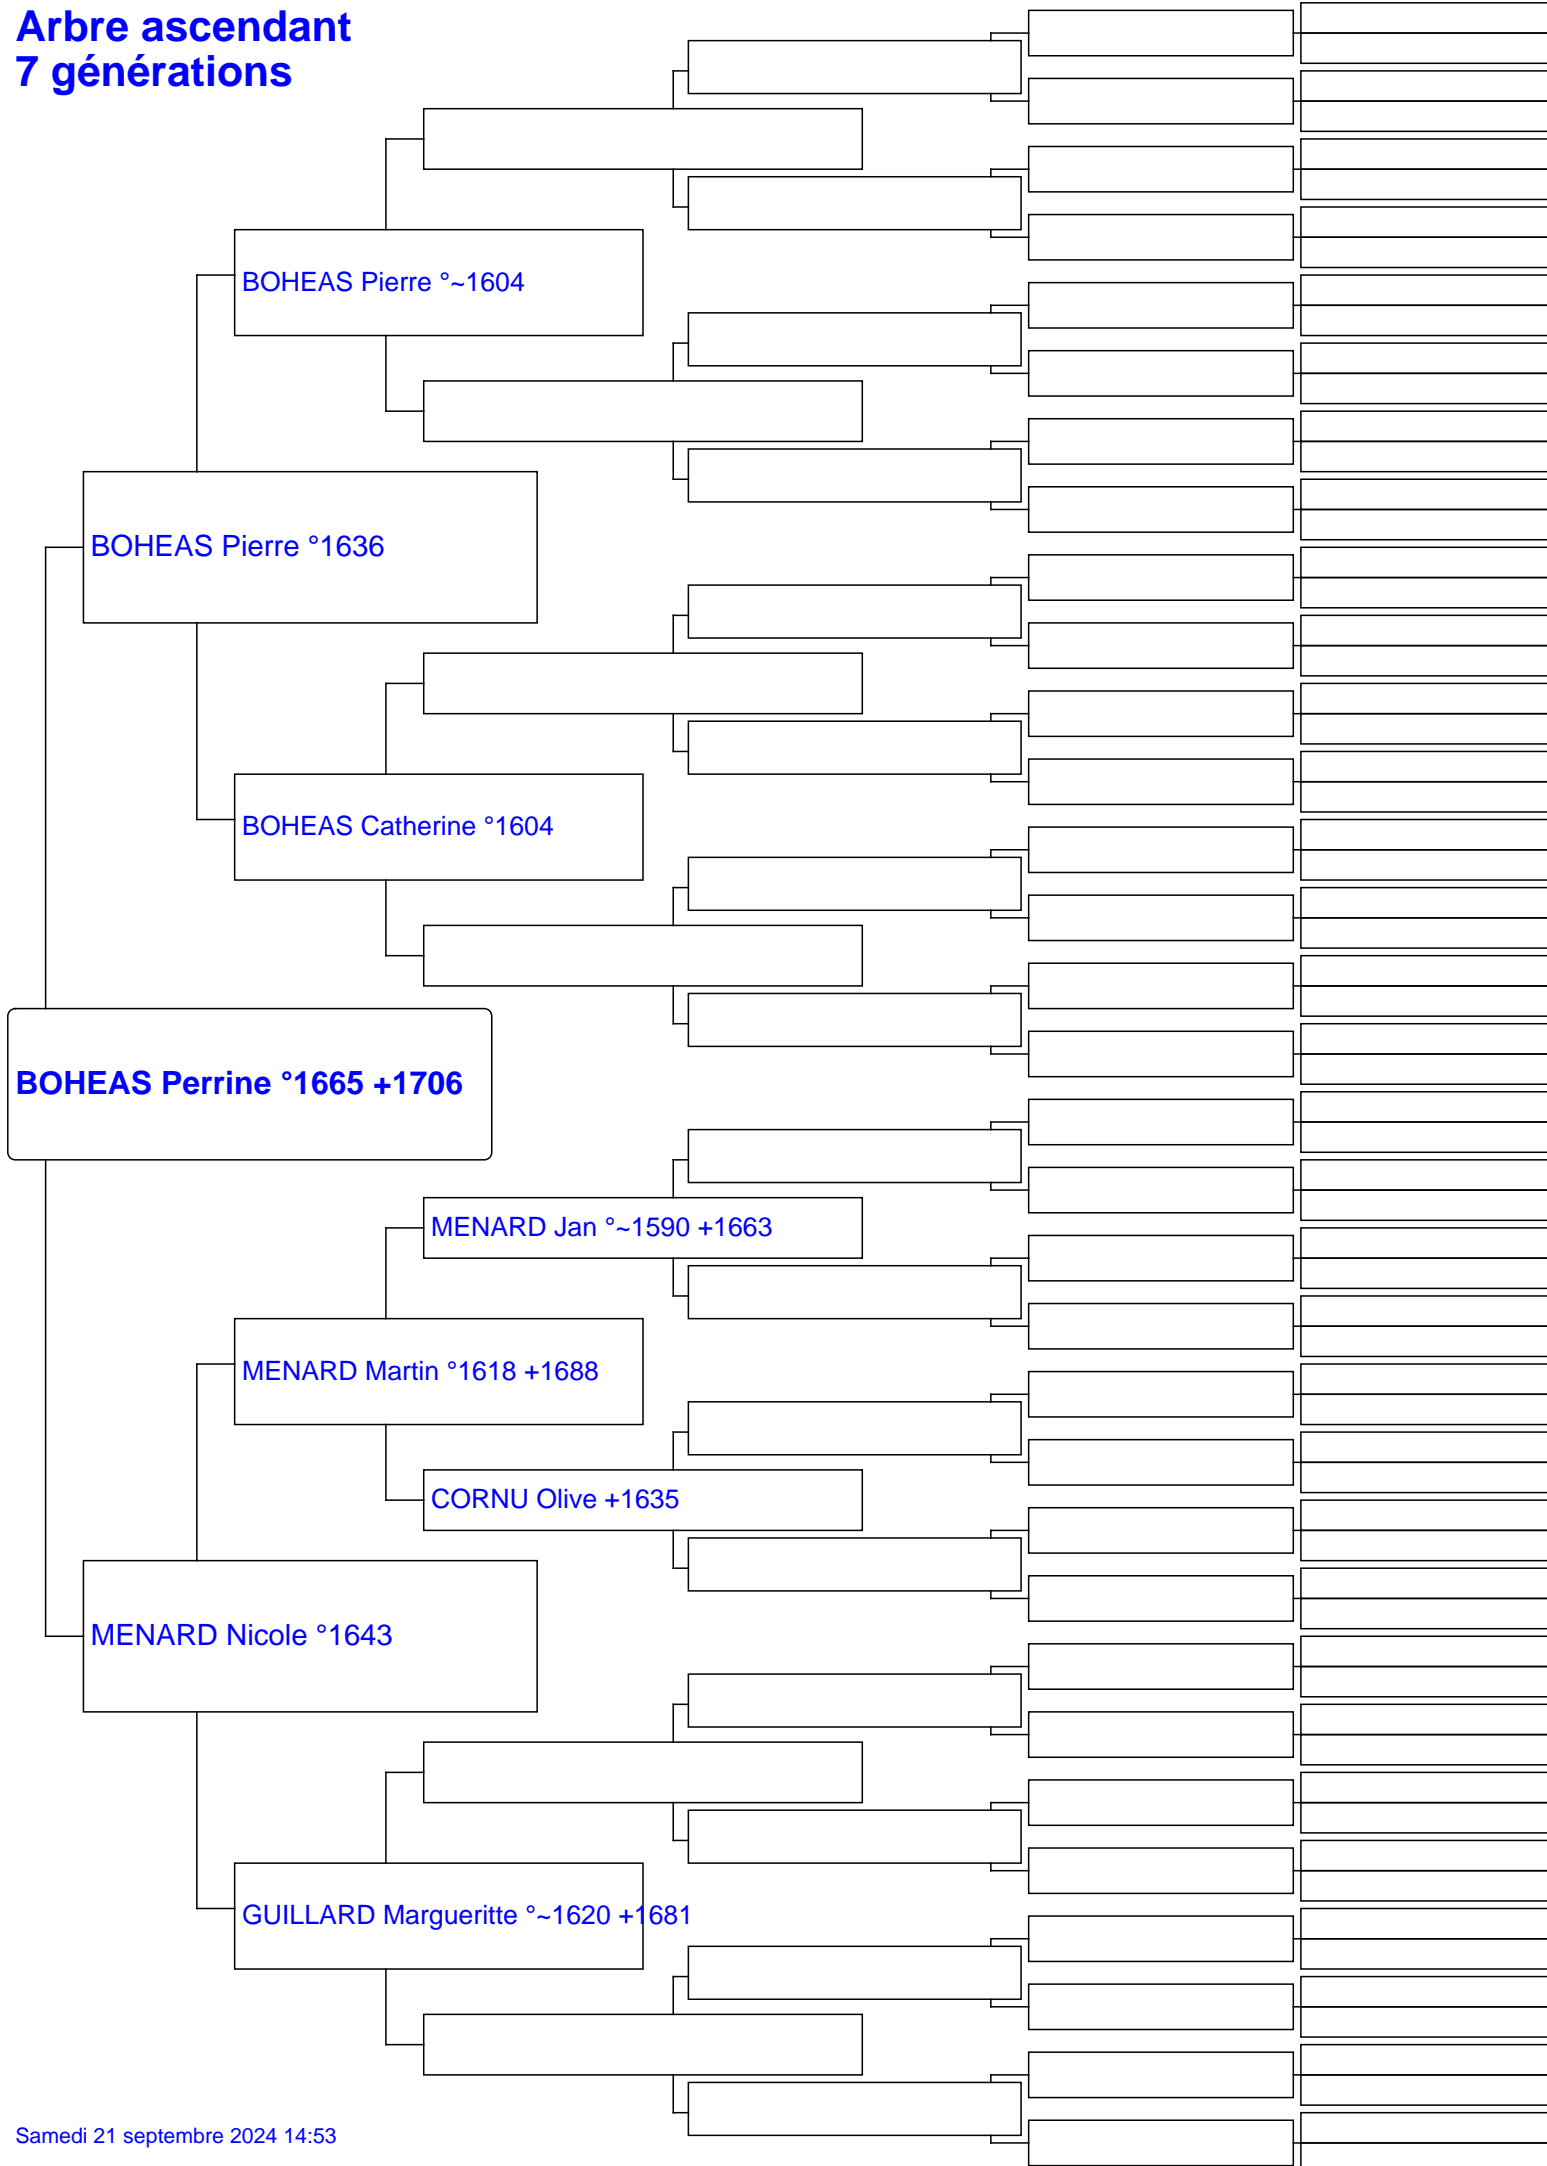 Arbre ascendant
7 générations
BOHEAS Pierre °~1604
BOHEAS Pierre °1636
BOHEAS Catherine °1604
BOHEAS Perrine °1665 +1706
MENARD Jan °~1590 +1663
MENARD Martin °1618 +1688
CORNU Olive +1635
MENARD Nicole °1643
GUILLARD Margueritte °~1620 +1681
Samedi 21 septembre 2024 14:53